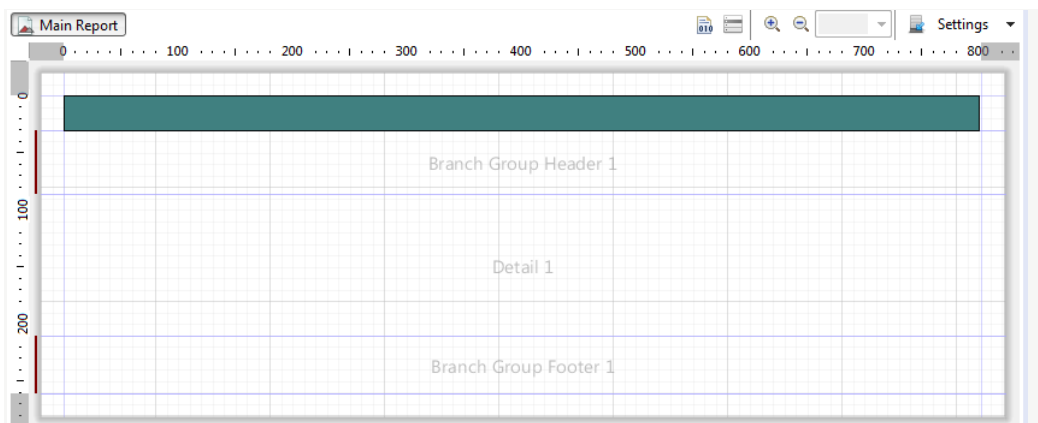 Main Report
010
Settings
0 100 200 300 400 500 600 700 800
0
Branch Group Header 1
100
Detail 1
200
Branch Group Footer 1